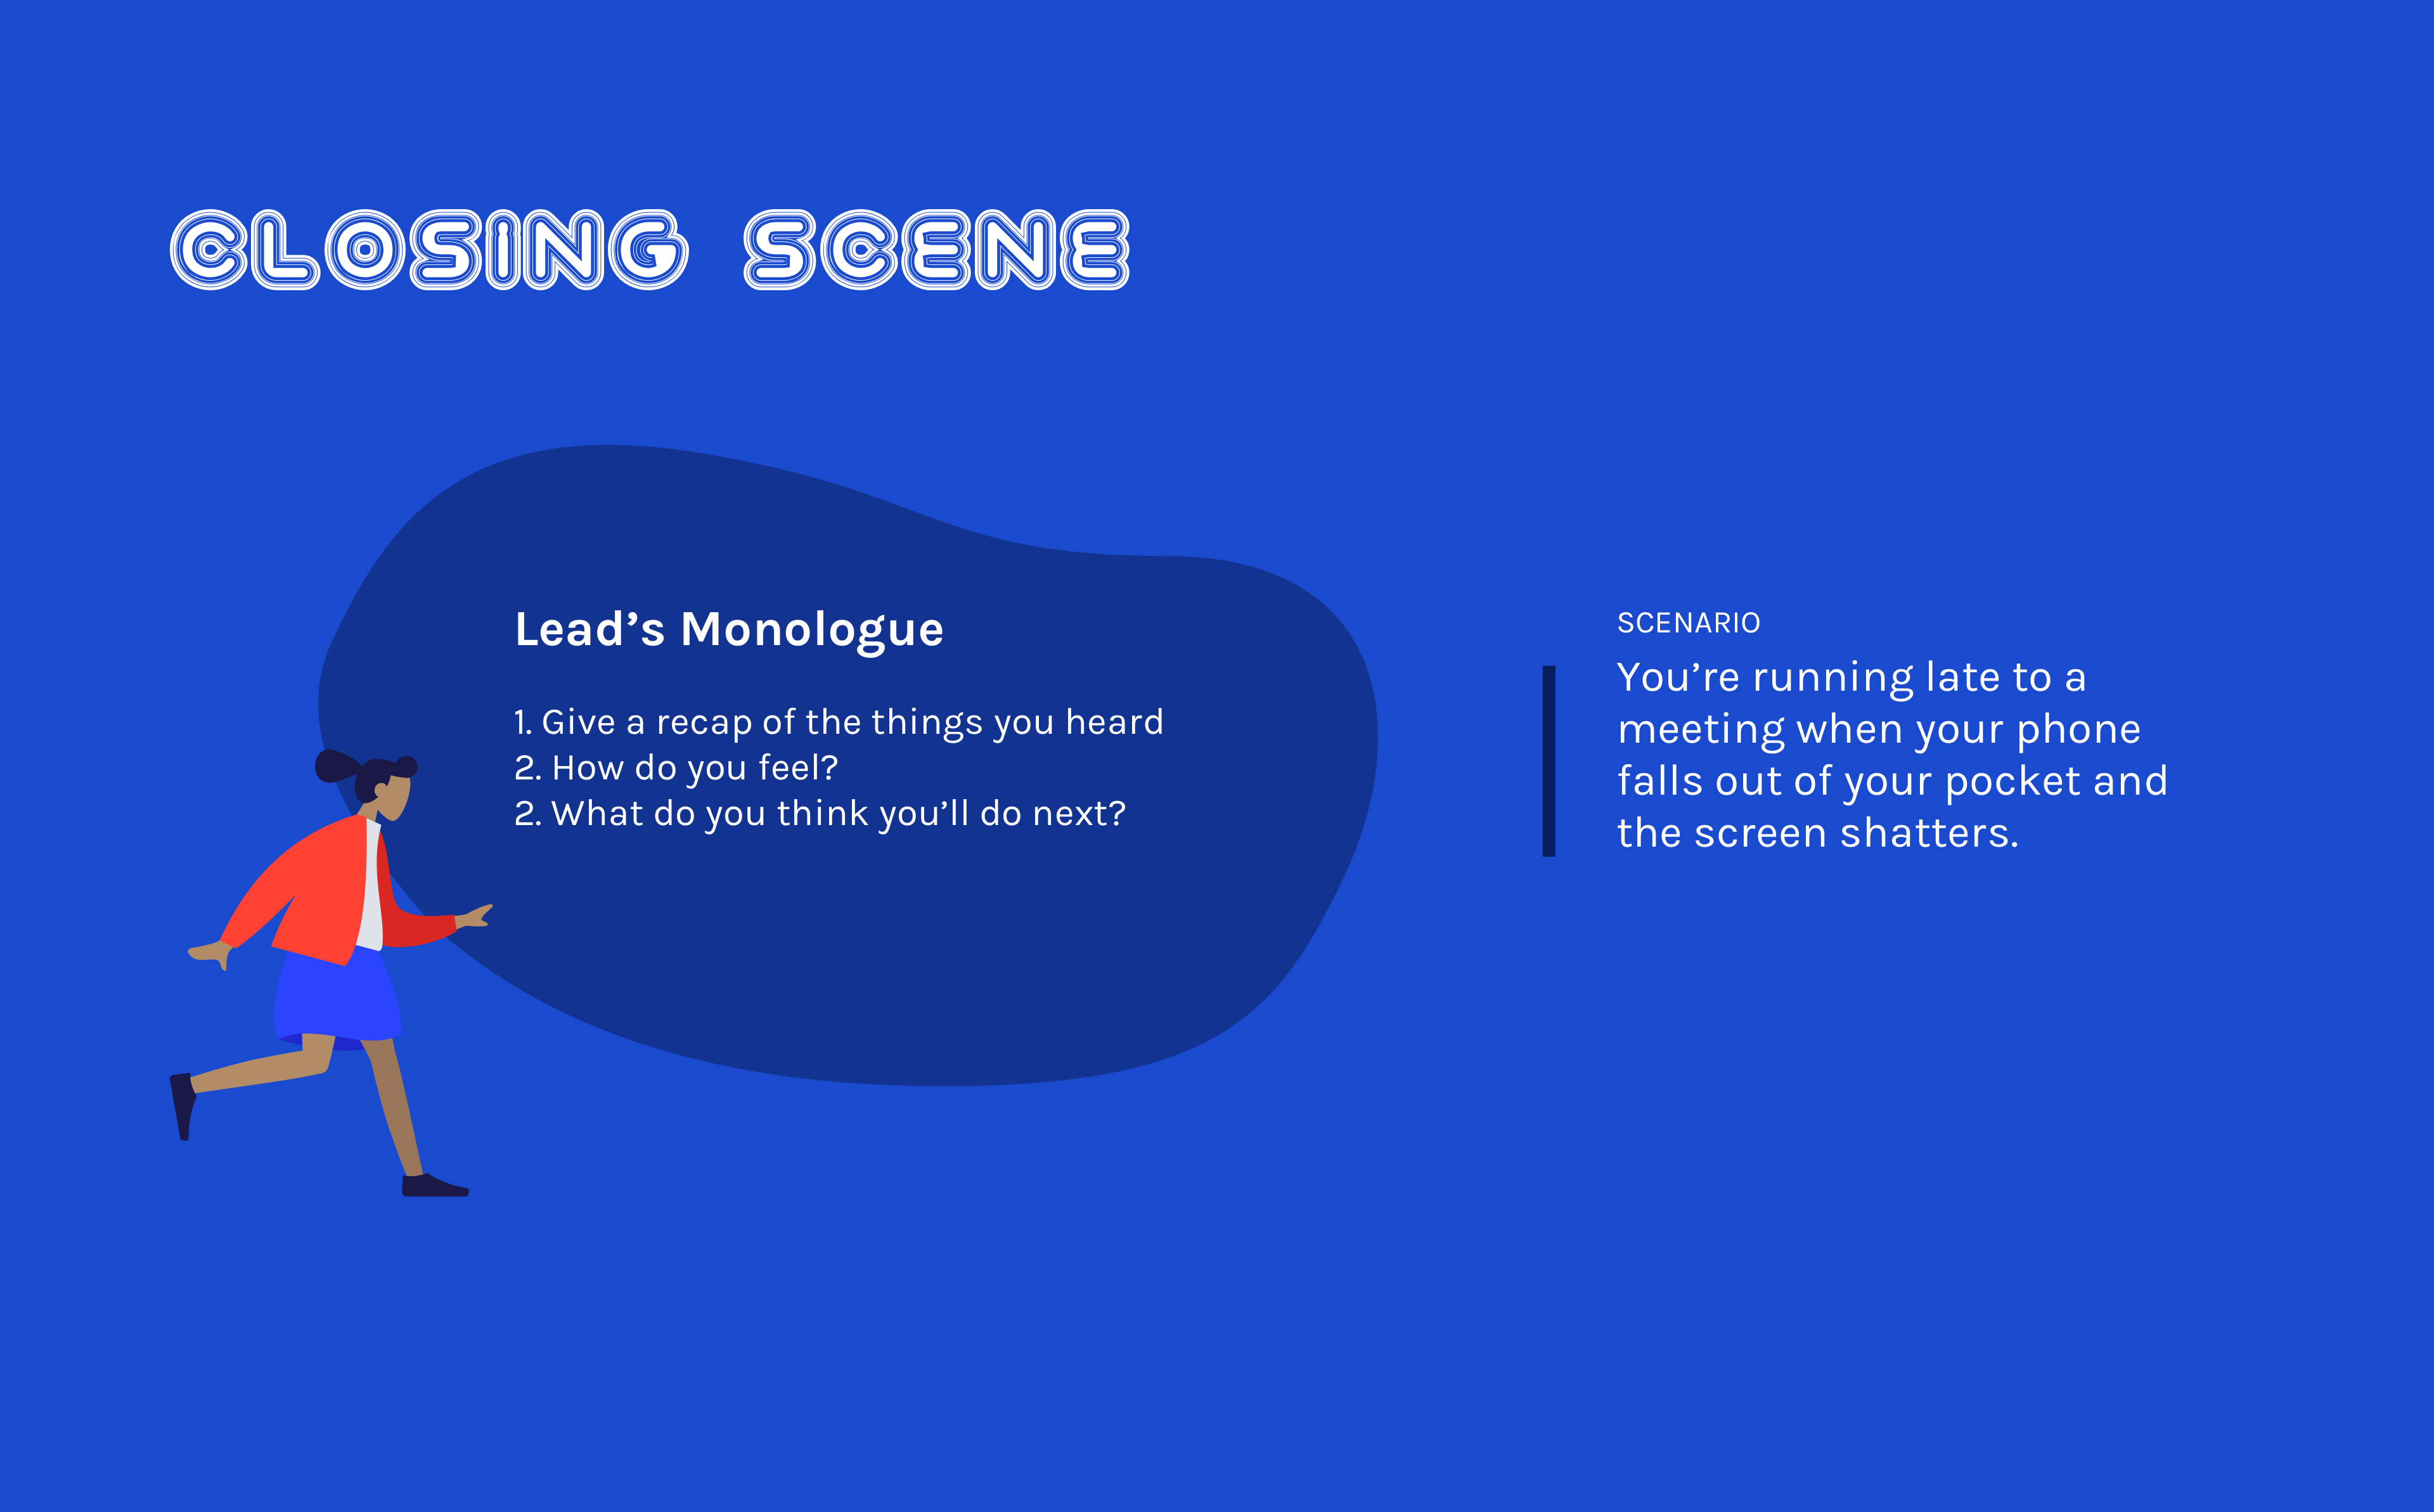 CLOSING SCENE
Lead’s Monologue
1. Give a recap of the things you heard
2. How do you feel?
2. What do you think you’ll do next?
SCENARIO
You’re running late to a
meeting when your phone
falls out of your pocket and
the screen shatters.